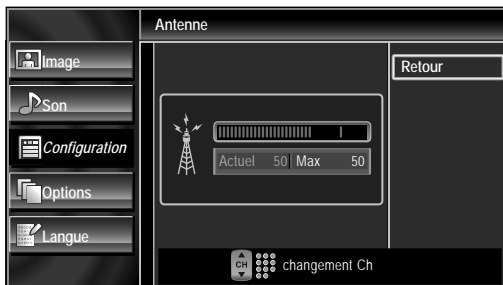 Antenne
Image
Son
Configuration
Options
Langue
Retour
Actuel 50 Max 50
CH changement Ch